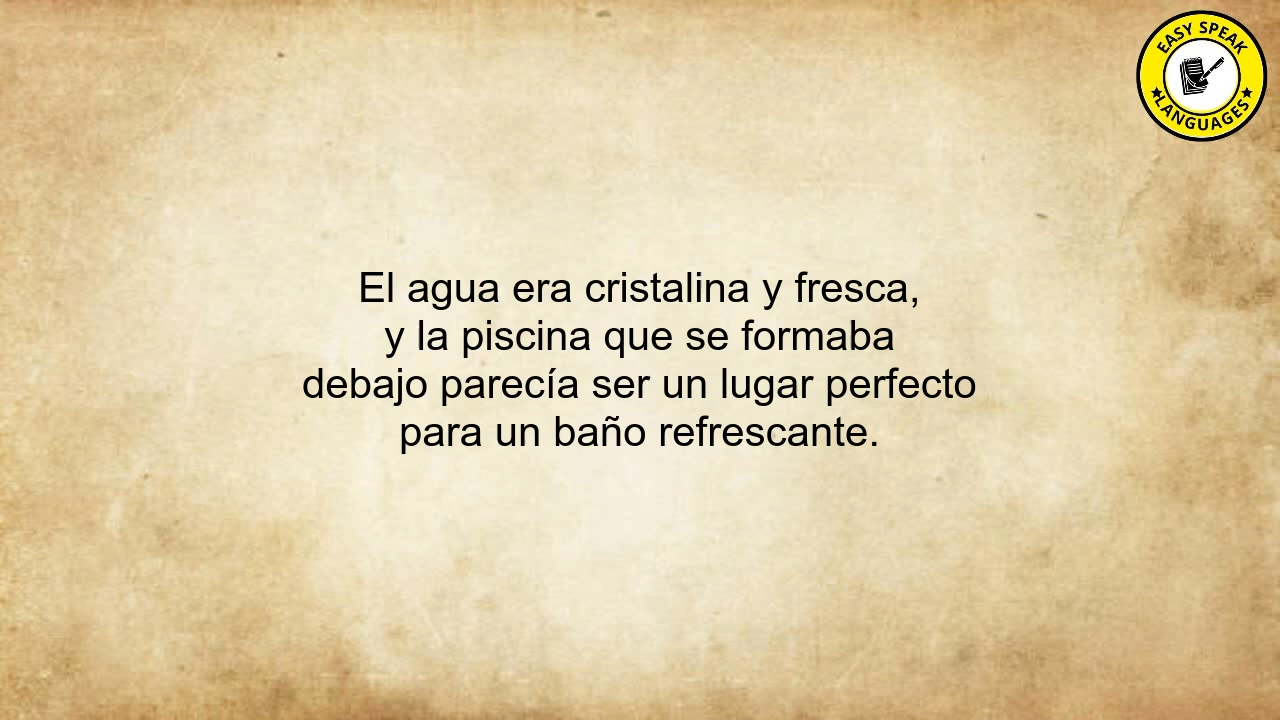 EASY SPEAK
LANGUAGES
El agua era cristalina y fresca,
y la piscina que se formaba
debajo parecía ser un lugar perfecto
para un baño refrescante.